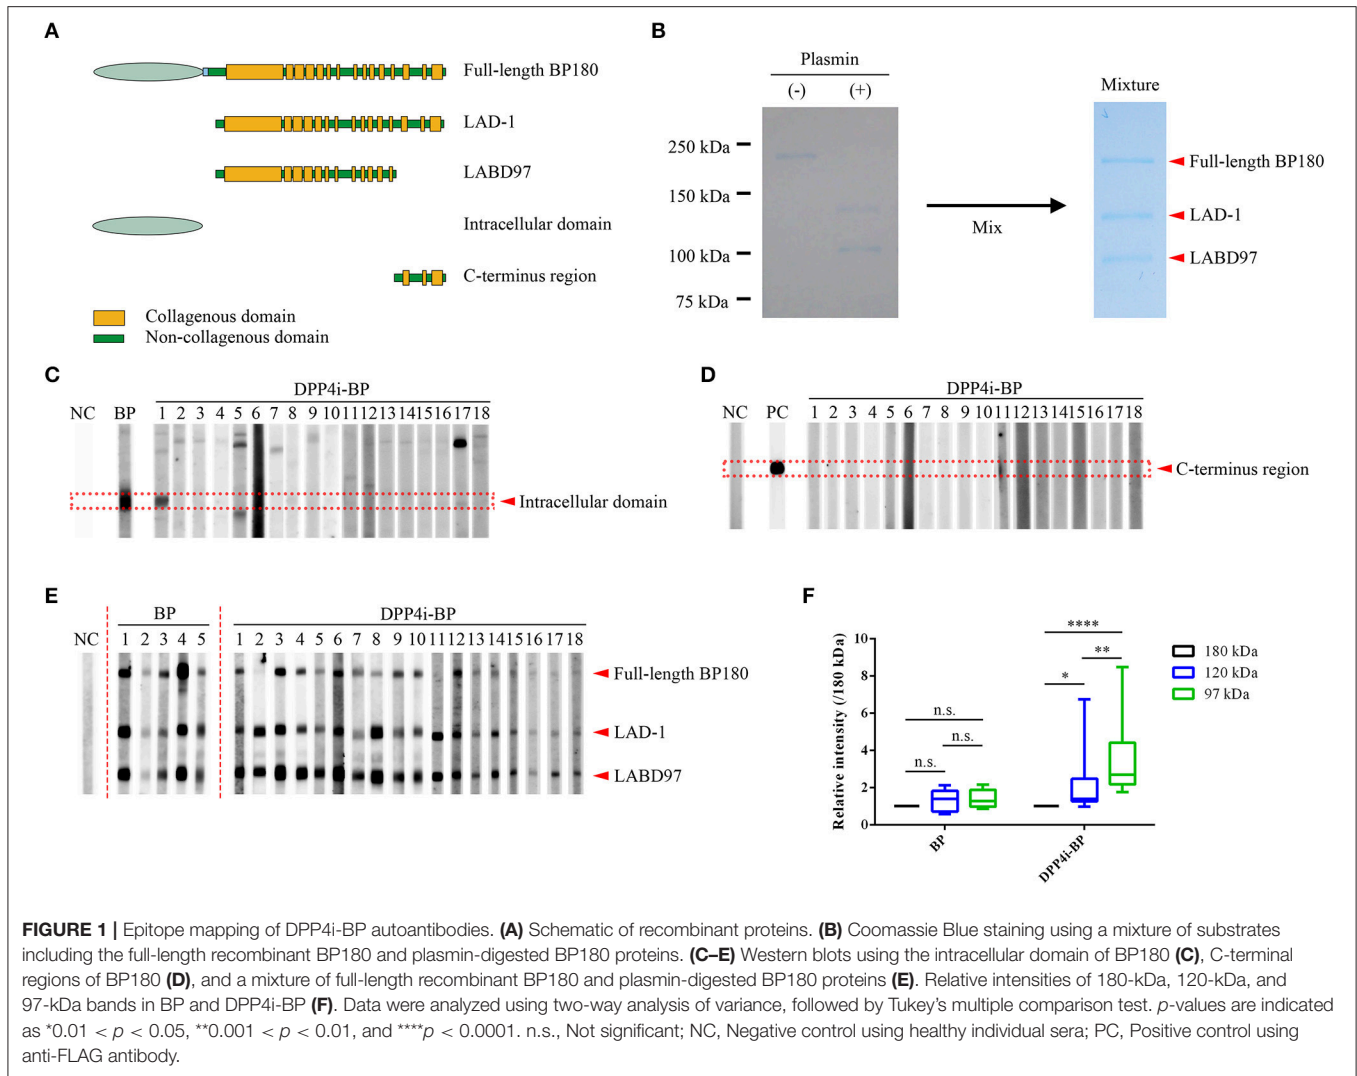 A
Full-length BP180
LAD-1
LABD97
Intracellular domain
C-terminus region
Collagenous domain
Non-collagenous domain
B
Plasmin
(-) (+)
250 kDa
150 kDa
100 kDa
75 kDa
Mix
Mixture
Full-length BP180
LAD-1
LABD97
C
DPP4i-BP
NC BP 1 2 3 4 5 6 7 8 9 10 11 12 13 14 15 16 17 18
Intracellular domain
D
DPP4i-BP
NC PC 1 2 3 4 5 6 7 8 9 10 11 12 13 14 15 16 17 18
C-terminus region
E
BP DPP4i-BP
NC 1 2 3 4 5 1 2 3 4 5 6 7 8 9 10 11 12 13 14 15 16 17 18
Full-length BP180
LAD-1
LABD97
F
Relative intensity (/180 kDa)
10
8
6
4
2
0
n.s.
n.s.
n.s.
****
**
*
BP
DPP4i-BP
180 kDa
120 kDa
97 kDa
FIGURE 1 | Epitope mapping of DPP4i-BP autoantibodies. (A) Schematic of recombinant proteins. (B) Coomassie Blue staining using a mixture of substrates
including the full-length recombinant BP180 and plasmin-digested BP180 proteins. (C–E) Western blots using the intracellular domain of BP180 (C), C-terminal
regions of BP180 (D), and a mixture of full-length recombinant BP180 and plasmin-digested BP180 proteins (E). Relative intensities of 180-kDa, 120-kDa, and
97-kDa bands in BP and DPP4i-BP (F). Data were analyzed using two-way analysis of variance, followed by Tukey's multiple comparison test. p-values are indicated
as *0.01 < p < 0.05, **0.001 < p < 0.01, and ****p < 0.0001. n.s., Not significant; NC, Negative control using healthy individual sera; PC, Positive control using
anti-FLAG antibody.